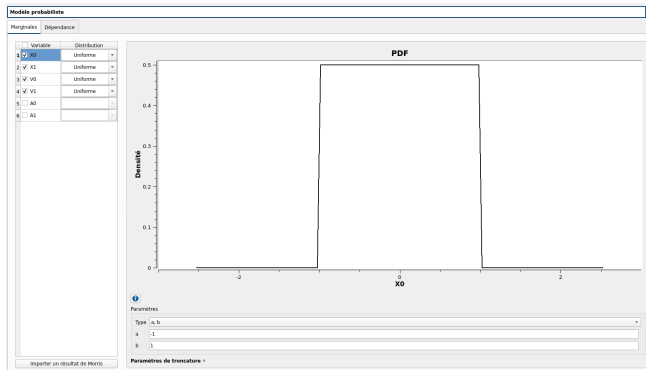 Modèle probabiliste
Marginales Dépendance
Variable Distribution
1 X0 Uniforme
2 X1 Uniforme
3 V0 Uniforme
4 V1 Uniforme
5 A0
6 A1
Importer un résultat de Morris
PDF
0.5
0.4
0.3
0.2
0.1
0
Densité
-2 0 2
X0
Paramètres
Type a, b
a -1
b 1
Paramètres de troncature